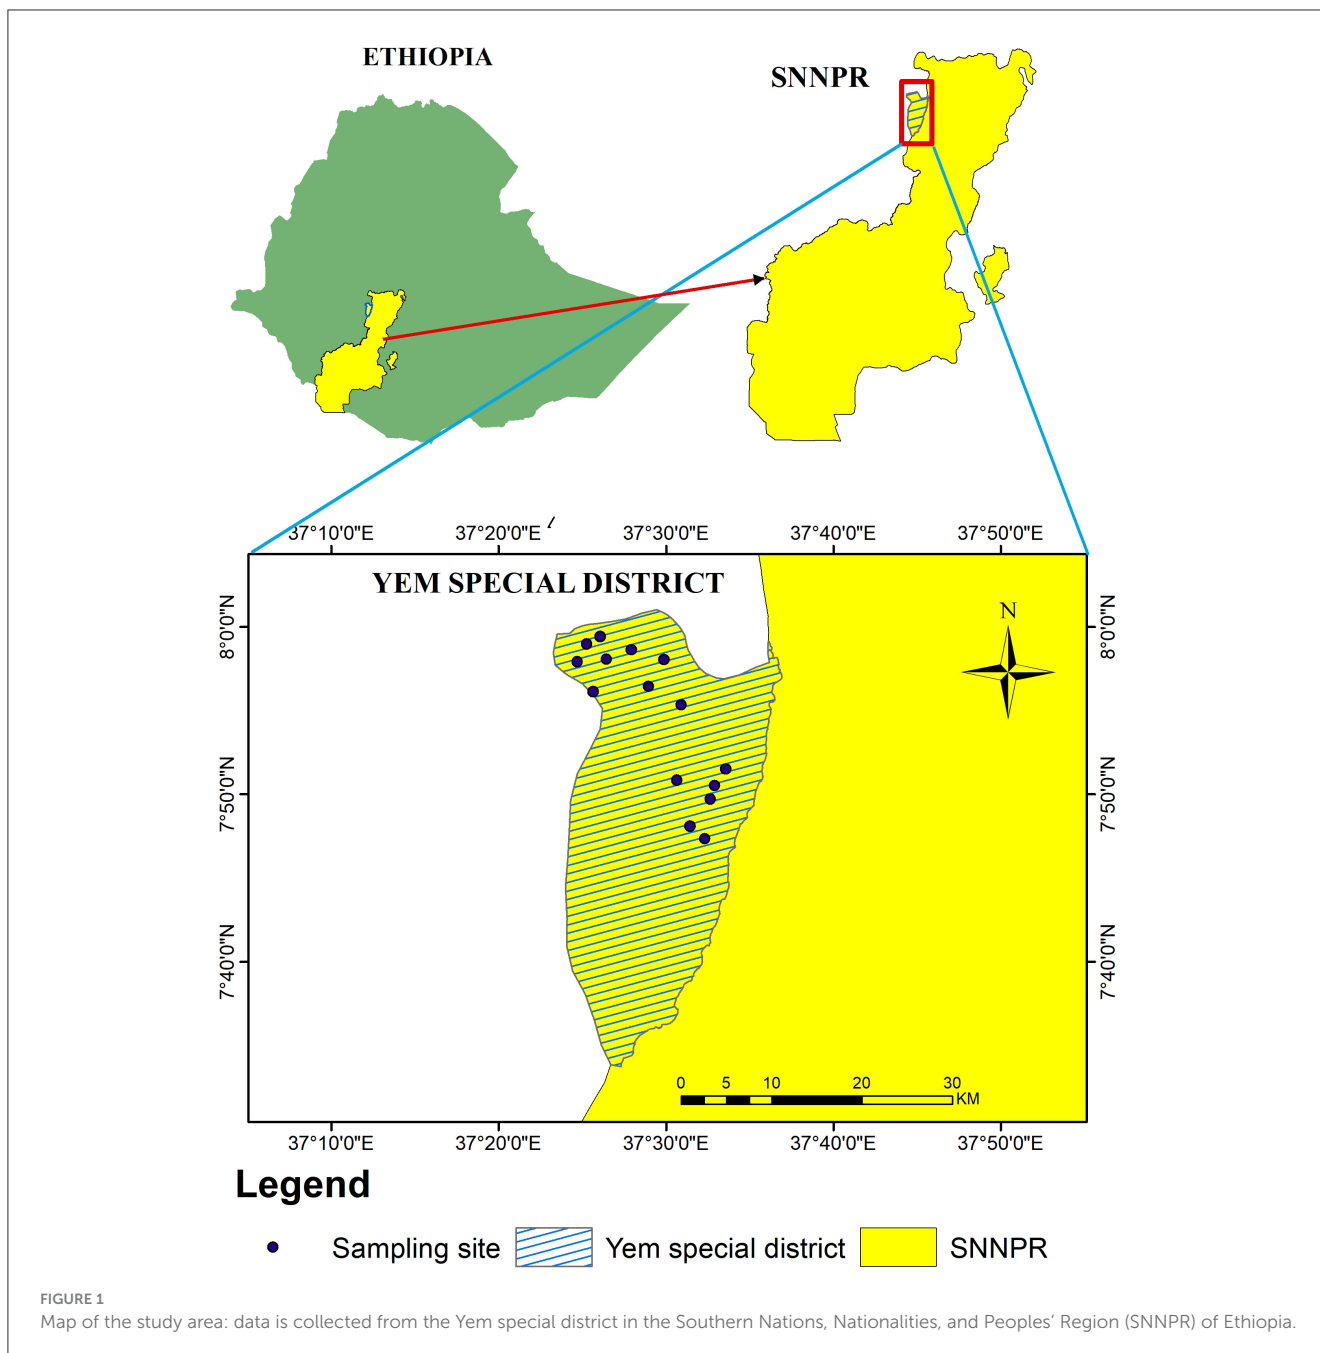 ETHIOPIA
SNNPR
37°10'0"E 37°20'0"E 37°30'0"E 37°40'0"E 37°50'0"E
YEM SPECIAL DISTRICT
N
8°0'0"N 8°0'0"N
7°50'0"N 7°50'0"N
7°40'0"N 7°40'0"N
0 5 10 20 30
KM
37°10'0"E 37°20'0"E 37°30'0"E 37°40'0"E 37°50'0"E
Legend
Sampling site Yem special district SNNPR
FIGURE 1
Map of the study area: data is collected from the Yem special district in the Southern Nations, Nationalities, and Peoples’ Region (SNNPR) of Ethiopia.